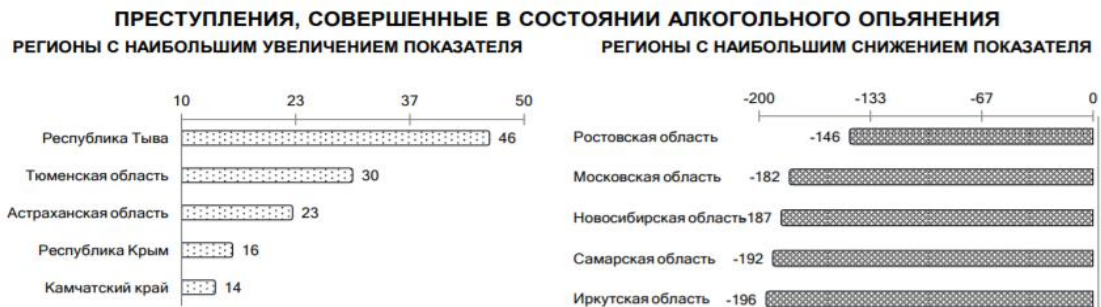 ПРЕСТУПЛЕНИЯ, СОВЕРШЕННЫЕ В СОСТОЯНИИ АЛКОГОЛЬНОГО ОПЬЯНЕНИЯ
РЕГИОНЫ С НАИБОЛЬШИМ УВЕЛИЧЕНИЕМ ПОКАЗАТЕЛЯ
10 23 37 50
Республика Тыва 46
Тюменская область 30
Астраханская область 23
Республика Крым 16
Камчатский край 14
РЕГИОНЫ С НАИБОЛЬШИМ СНИЖЕНИЕМ ПОКАЗАТЕЛЯ
-200 -133 -67 0
Ростовская область -146
Московская область -182
Новосибирская область -187
Самарская область -192
Иркутская область -196